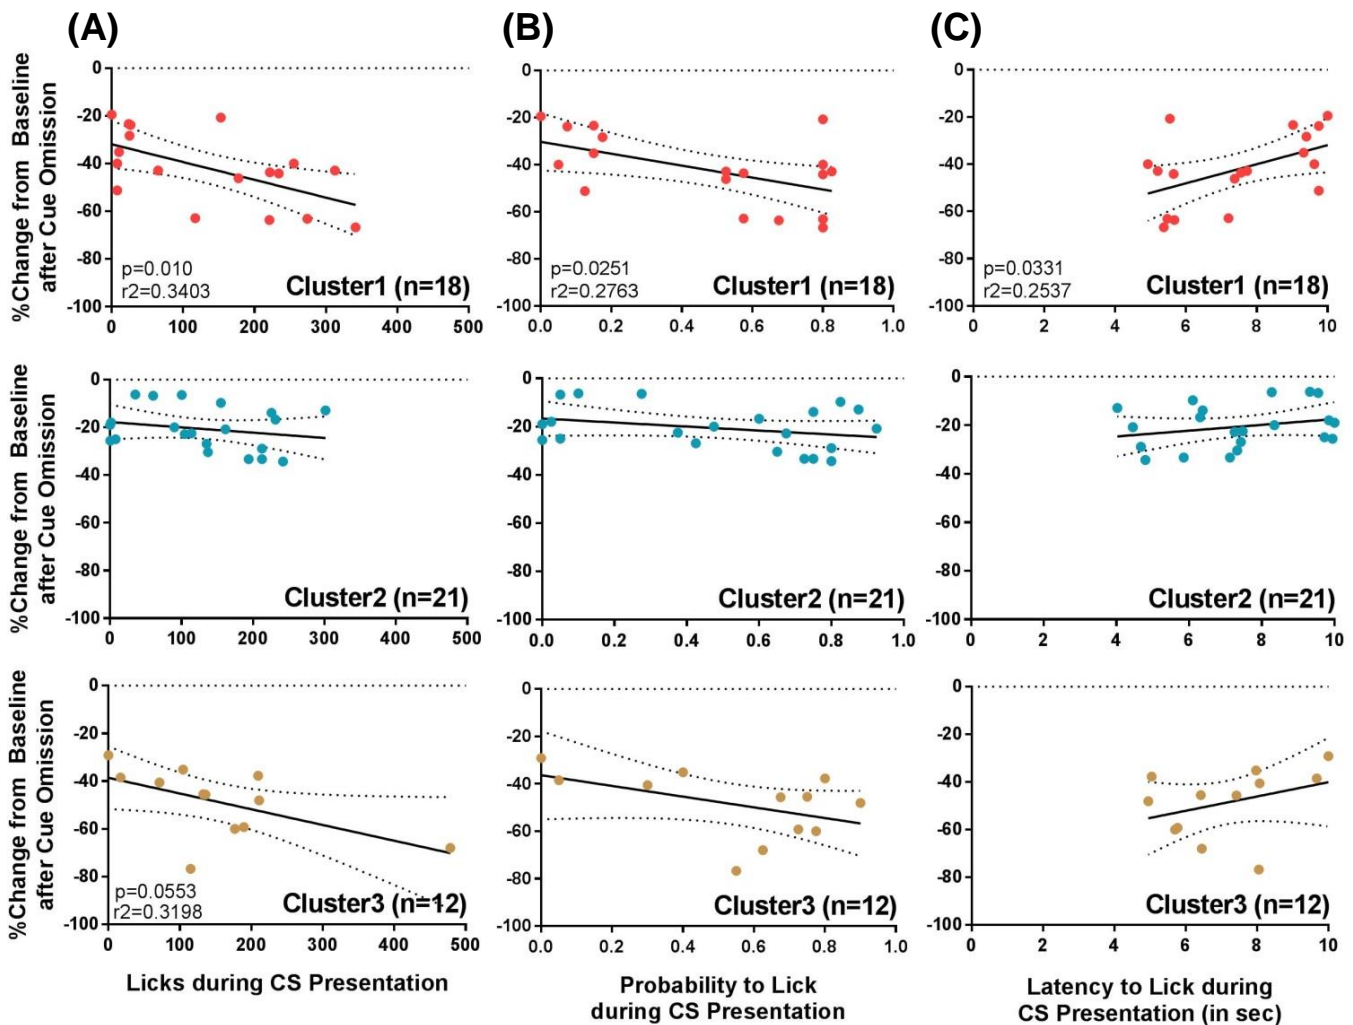 (A)
(B)
(C)
%Change from Baseline
after Cue Omission
0
-20
-40
-60
-80
-100
p=0.010
r2=0.3403
Cluster1 (n=18)
0 100 200 300 400 500
0
-20
-40
-60
-80
-100
p=0.0251
r2=0.2763
Cluster1 (n=18)
0.0 0.2 0.4 0.6 0.8 1.0
0
-20
-40
-60
-80
-100
p=0.0331
r2=0.2537
Cluster1 (n=18)
0 2 4 6 8 10
%Change from Baseline
after Cue Omission
0
-20
-40
-60
-80
-100
Cluster2 (n=21)
0 100 200 300 400 500
0
-20
-40
-60
-80
-100
Cluster2 (n=21)
0.0 0.2 0.4 0.6 0.8 1.0
0
-20
-40
-60
-80
-100
Cluster2 (n=21)
0 2 4 6 8 10
%Change from Baseline
after Cue Omission
0
-20
-40
-60
-80
-100
p=0.0553
r2=0.3198
Cluster3 (n=12)
0 100 200 300 400 500
Licks during CS Presentation
0
-20
-40
-60
-80
-100
Cluster3 (n=12)
0.0 0.2 0.4 0.6 0.8 1.0
Probability to Lick
during CS Presentation
0
-20
-40
-60
-80
-100
Cluster3 (n=12)
0 2 4 6 8 10
Latency to Lick during
CS Presentation (in sec)